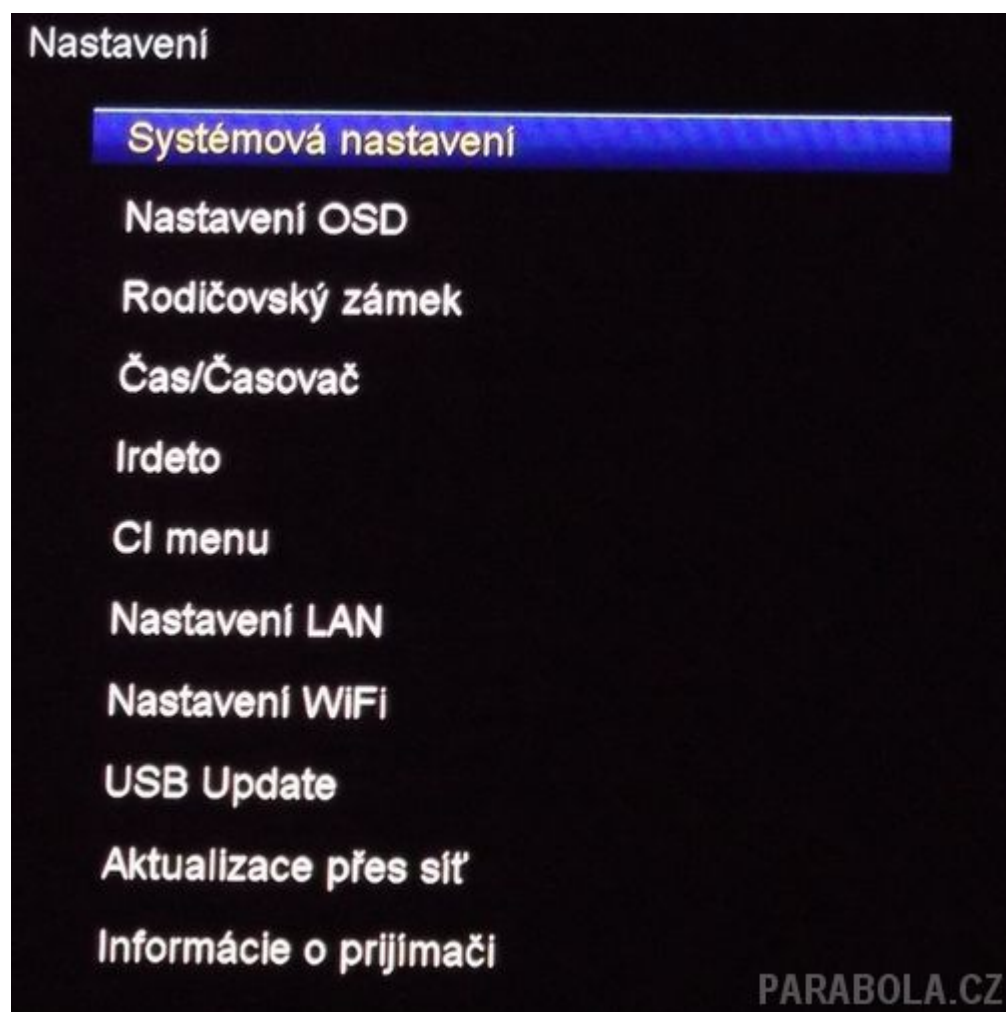 Nastavení
Systémová nastavení
Nastavení OSD
Rodičovský zámek
Čas/Časovač
Irdeto
CI menu
Nastavení LAN
Nastavení WiFi
USB Update
Aktualizace přes síť
Informácie o prijímači
PARABOLA.CZ